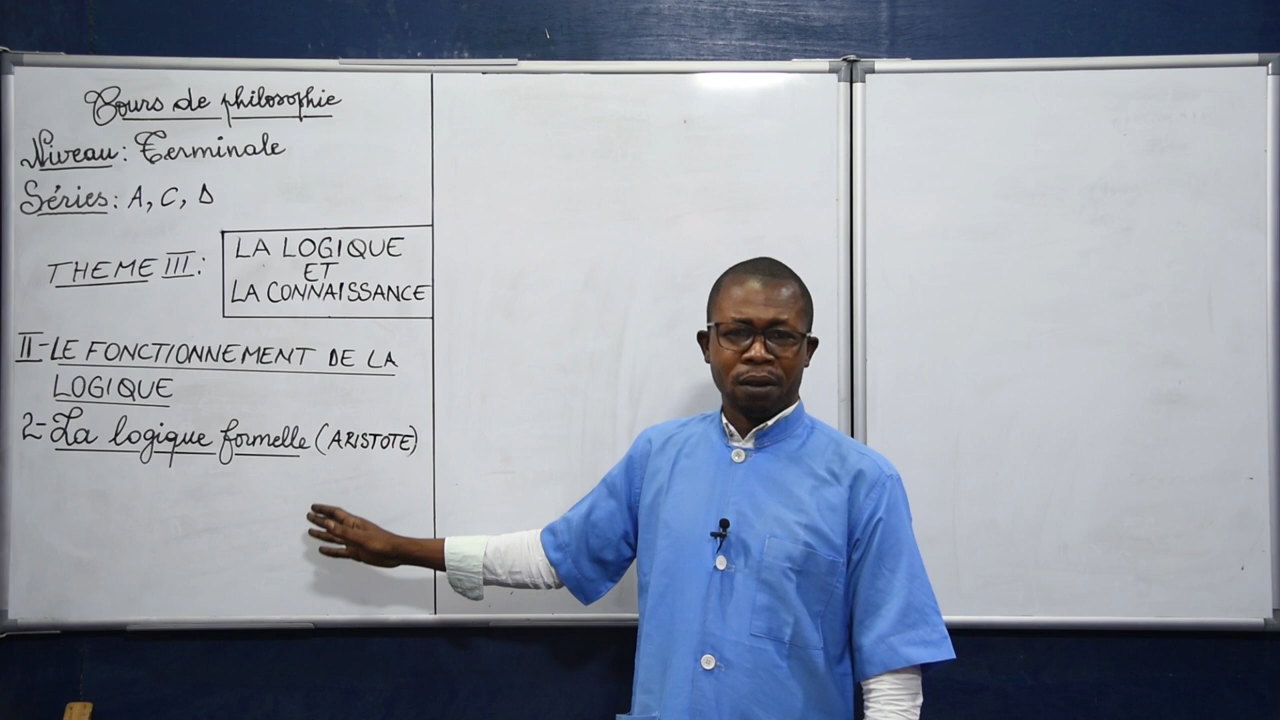 Cours de philosophie
Niveau : Terminale
Séries : A, C, D
THEME III :
LA LOGIQUE
ET
LA CONNAISSANCE
II- LE FONCTIONNEMENT DE LA
LOGIQUE
2- La logique formelle (ARISTOTE)